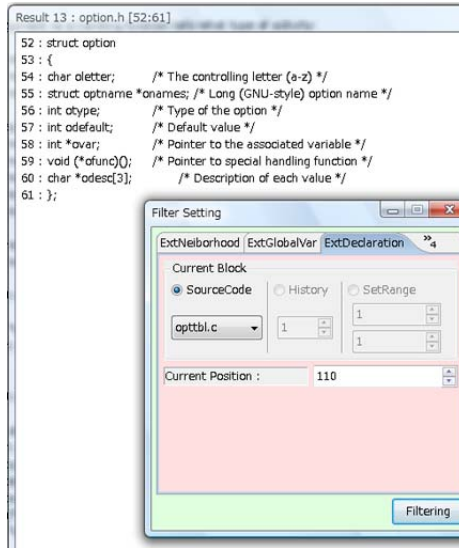 Result 13 : option.h [52:61]
52 : struct option
53 : {
54 : char oletter; /* The controlling letter (a-z) */
55 : struct optname *onames; /* Long (GNU-style) option name */
56 : int otype; /* Type of the option */
57 : int odefault; /* Default value */
58 : int *ovar; /* Pointer to the associated variable */
59 : void (*ofunc)(); /* Pointer to special handling function */
60 : char *odesc[3]; /* Description of each value */
61 : };
Filter Setting
ExtNeiborhood ExtGlobalVar ExtDeclaration »4
Current Block
SourceCode History SetRange
opttbl.c 1 1
1
Current Position : 110
Filtering